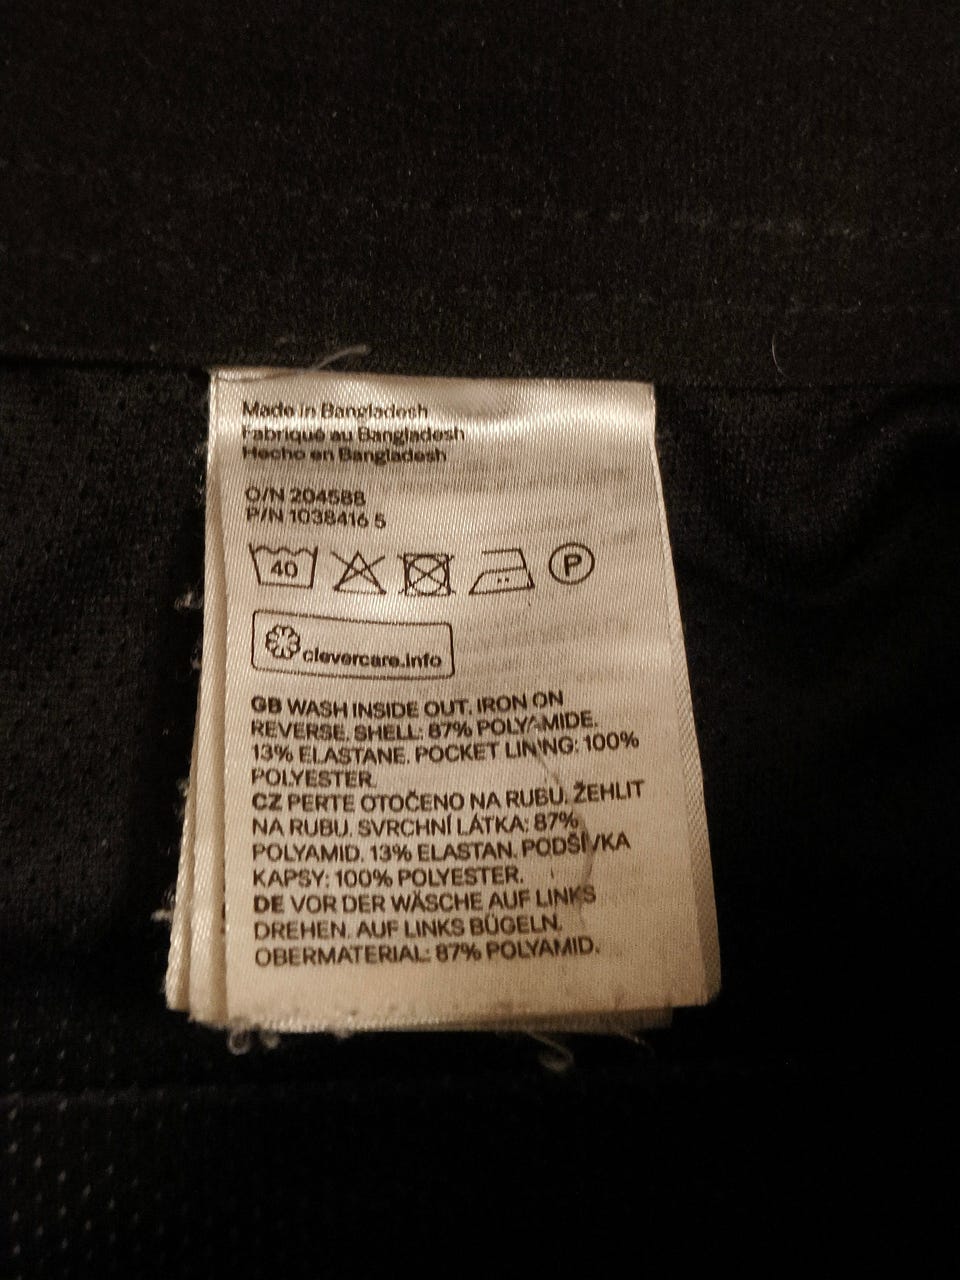 Made in Bangladesh
Fabriqué au Bangladesh
Hecho en Bangladesh
O/N 204588
P/N 1038416 5
40 P
clevercare.info
GB WASH INSIDE OUT. IRON ON
REVERSE. SHELL: 87% POLYAMIDE.
13% ELASTANE. POCKET LINING: 100%
POLYESTER.
CZ PERTE OTOČENO NA RUBU. ŽEHLIT
NA RUBU. SVRCHNÍ LÁTKA: 87%
POLYAMID. 13% ELASTAN. PODŠÍVKA
KAPSY: 100% POLYESTER.
DE VOR DER WÄSCHE AUF LINKS
DREHEN. AUF LINKS BÜGELN.
OBERMATERIAL: 87% POLYAMID.